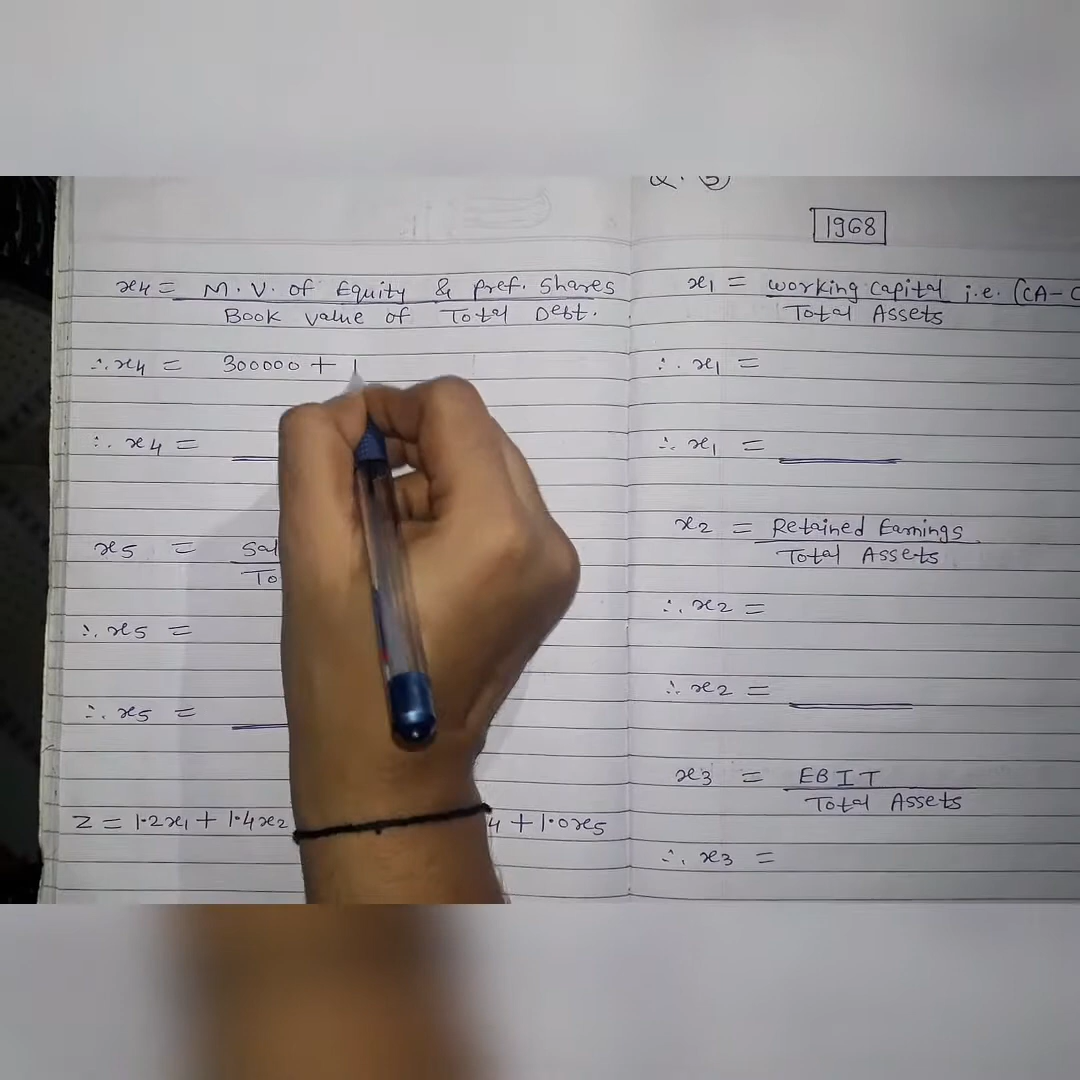 x4 = M.V. of Equity & Pref. Shares
Book value of Total Debt.
∴ x4 = 300000 +
∴ x4 =
x5 =
∴ x5 =
∴ x5 =
Z = 1.2x1 + 1.4x2 + 1.0x5
1968
x1 = working capital i.e. (CA-
Total Assets
∴ x1 =
∴ x1 =
x2 = Retained Earnings
Total Assets
∴ x2 =
∴ x2 =
x3 = EBIT
Total Assets
∴ x3 =